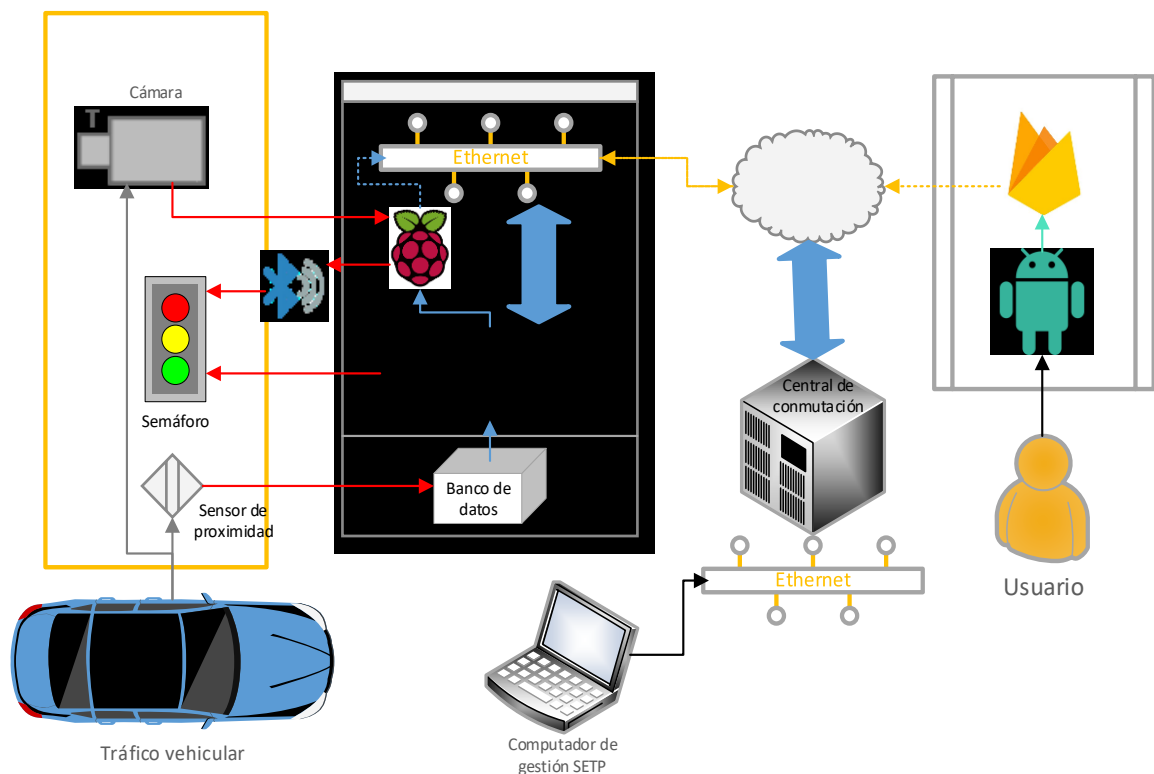 Cámara
T
Ethernet
Semáforo
Sensor de
proximidad
Banco de
datos
Central de
conmutación
Ethernet
Usuario
Tráfico vehicular
Computador de
gestión SETP